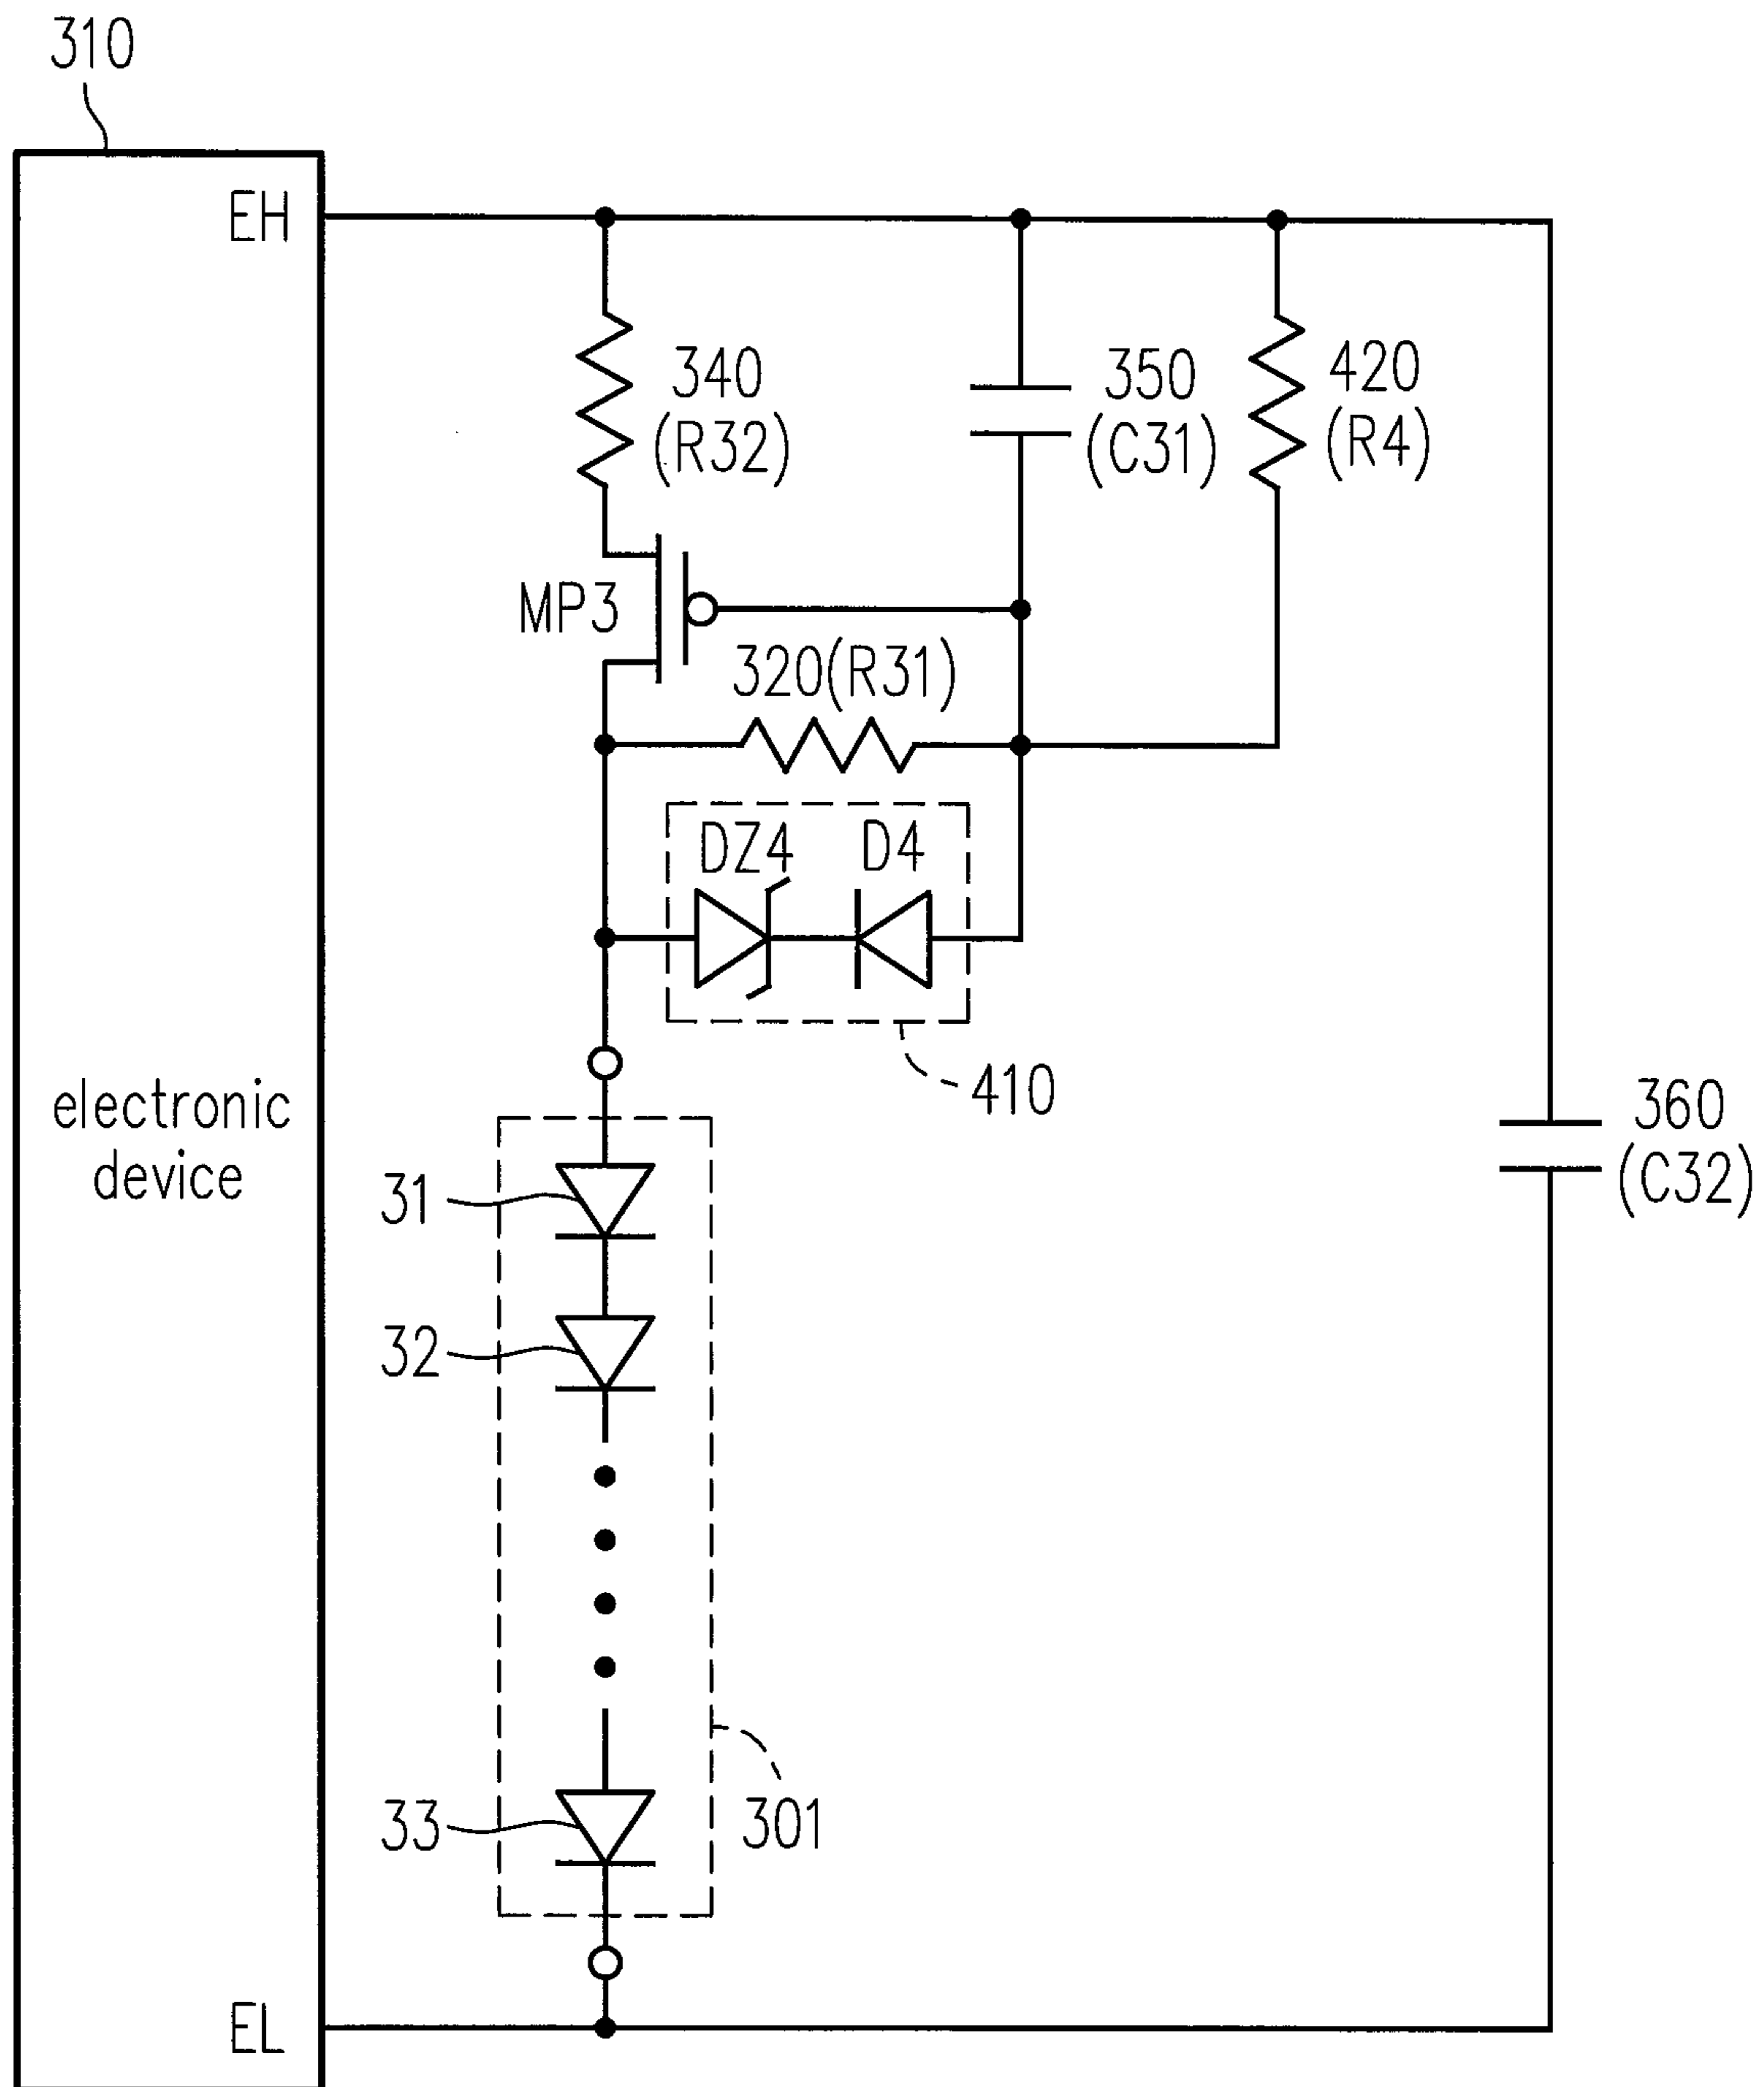 310
EH
340
(R32)
350
(C31)
420
(R4)
MP3
320(R31)
DZ4
D4
410
electronic
device
360
(C32)
31
32
33
301
EL